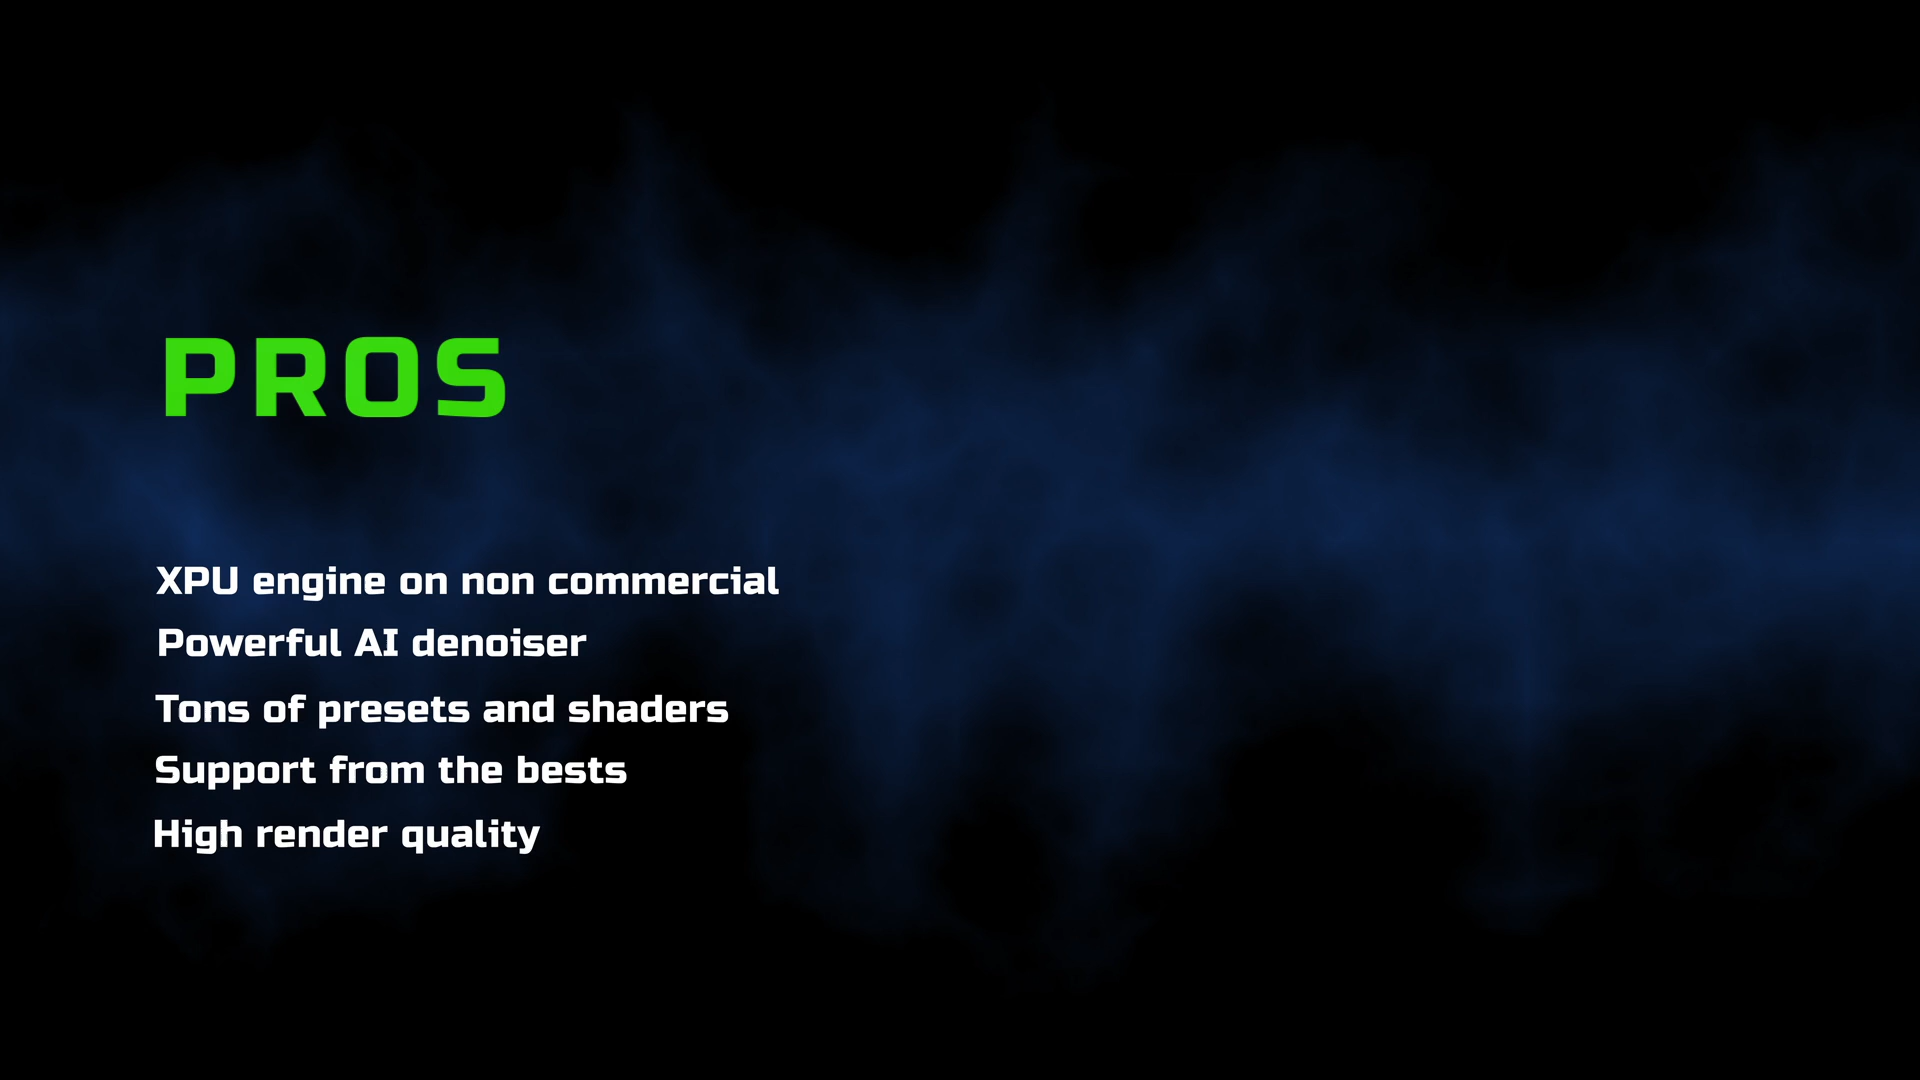 PROS
XPU engine on non commercial
Powerful AI denoiser
Tons of presets and shaders
Support from the bests
High render quality